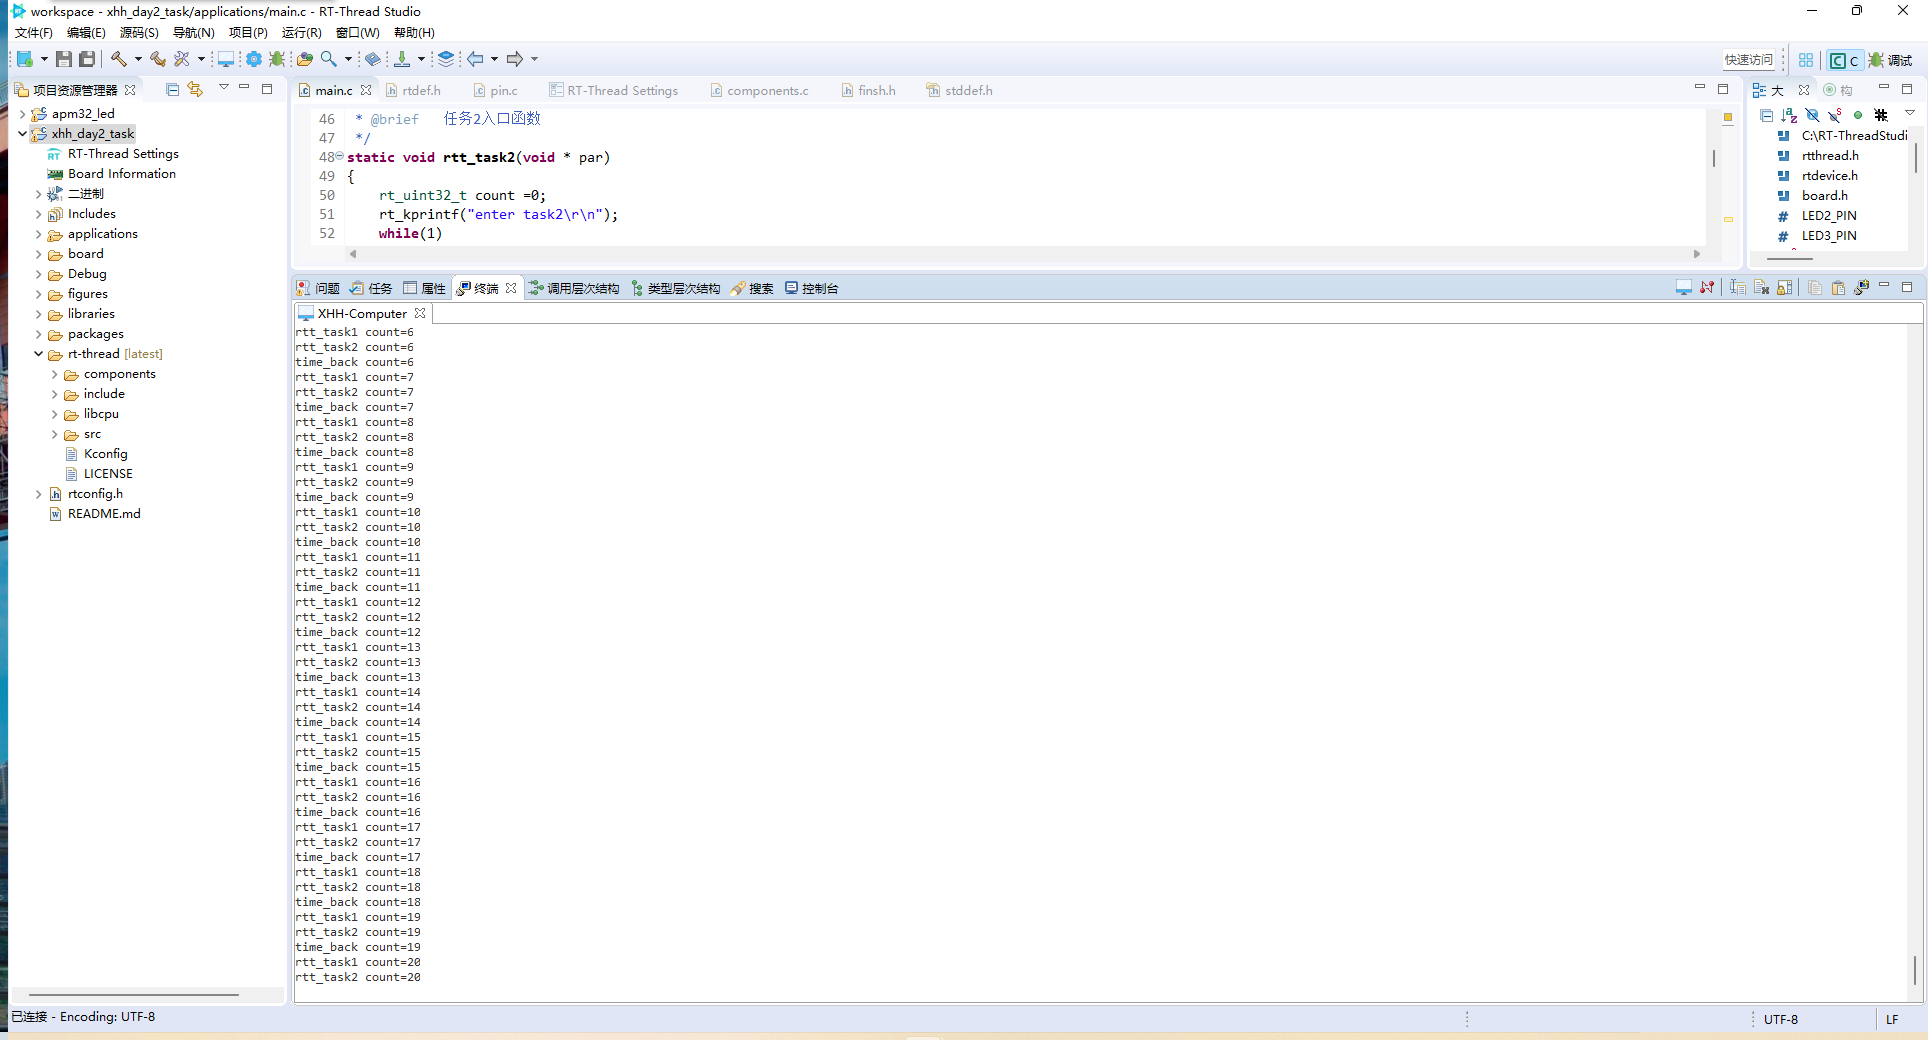 workspace - xhh_day2_task/applications/main.c - RT-Thread Studio
文件(F) 编辑(E) 源码(S) 导航(N) 项目(P) 运行(R) 窗口(W) 帮助(H)
快速访问 C 调试
项目资源管理器
apm32_led
xhh_day2_task
RT-Thread Settings
Board Information
二进制
Includes
applications
board
Debug
figures
libraries
packages
rt-thread [latest]
components
include
libcpu
src
Kconfig
LICENSE
rtconfig.h
README.md
main.c rtdef.h pin.c RT-Thread Settings components.c finsh.h stddef.h
46 * @brief 任务2入口函数
47 */
48 static void rtt_task2(void * par)
49 {
50 rt_uint32_t count =0;
51 rt_kprintf("enter task2\r\n");
52 while(1)
大 构
C:\RT-ThreadStudi
rtthread.h
rtdevice.h
board.h
LED2_PIN
LED3_PIN
问题 任务 属性 终端 调用层次结构 类型层次结构 搜索 控制台
XHH-Computer
rtt_task1 count=6
rtt_task2 count=6
time_back count=6
rtt_task1 count=7
rtt_task2 count=7
time_back count=7
rtt_task1 count=8
rtt_task2 count=8
time_back count=8
rtt_task1 count=9
rtt_task2 count=9
time_back count=9
rtt_task1 count=10
rtt_task2 count=10
time_back count=10
rtt_task1 count=11
rtt_task2 count=11
time_back count=11
rtt_task1 count=12
rtt_task2 count=12
time_back count=12
rtt_task1 count=13
rtt_task2 count=13
time_back count=13
rtt_task1 count=14
rtt_task2 count=14
time_back count=14
rtt_task1 count=15
rtt_task2 count=15
time_back count=15
rtt_task1 count=16
rtt_task2 count=16
time_back count=16
rtt_task1 count=17
rtt_task2 count=17
time_back count=17
rtt_task1 count=18
rtt_task2 count=18
time_back count=18
rtt_task1 count=19
rtt_task2 count=19
time_back count=19
rtt_task1 count=20
rtt_task2 count=20
已连接 - Encoding: UTF-8
UTF-8 LF